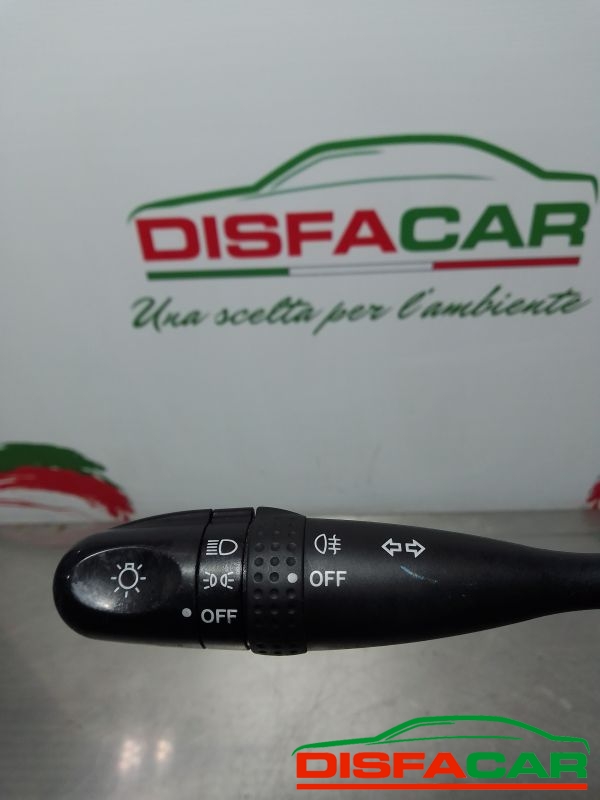 DISFACAR
Una scelta per l'ambiente
OFF
OFF
DISFACAR